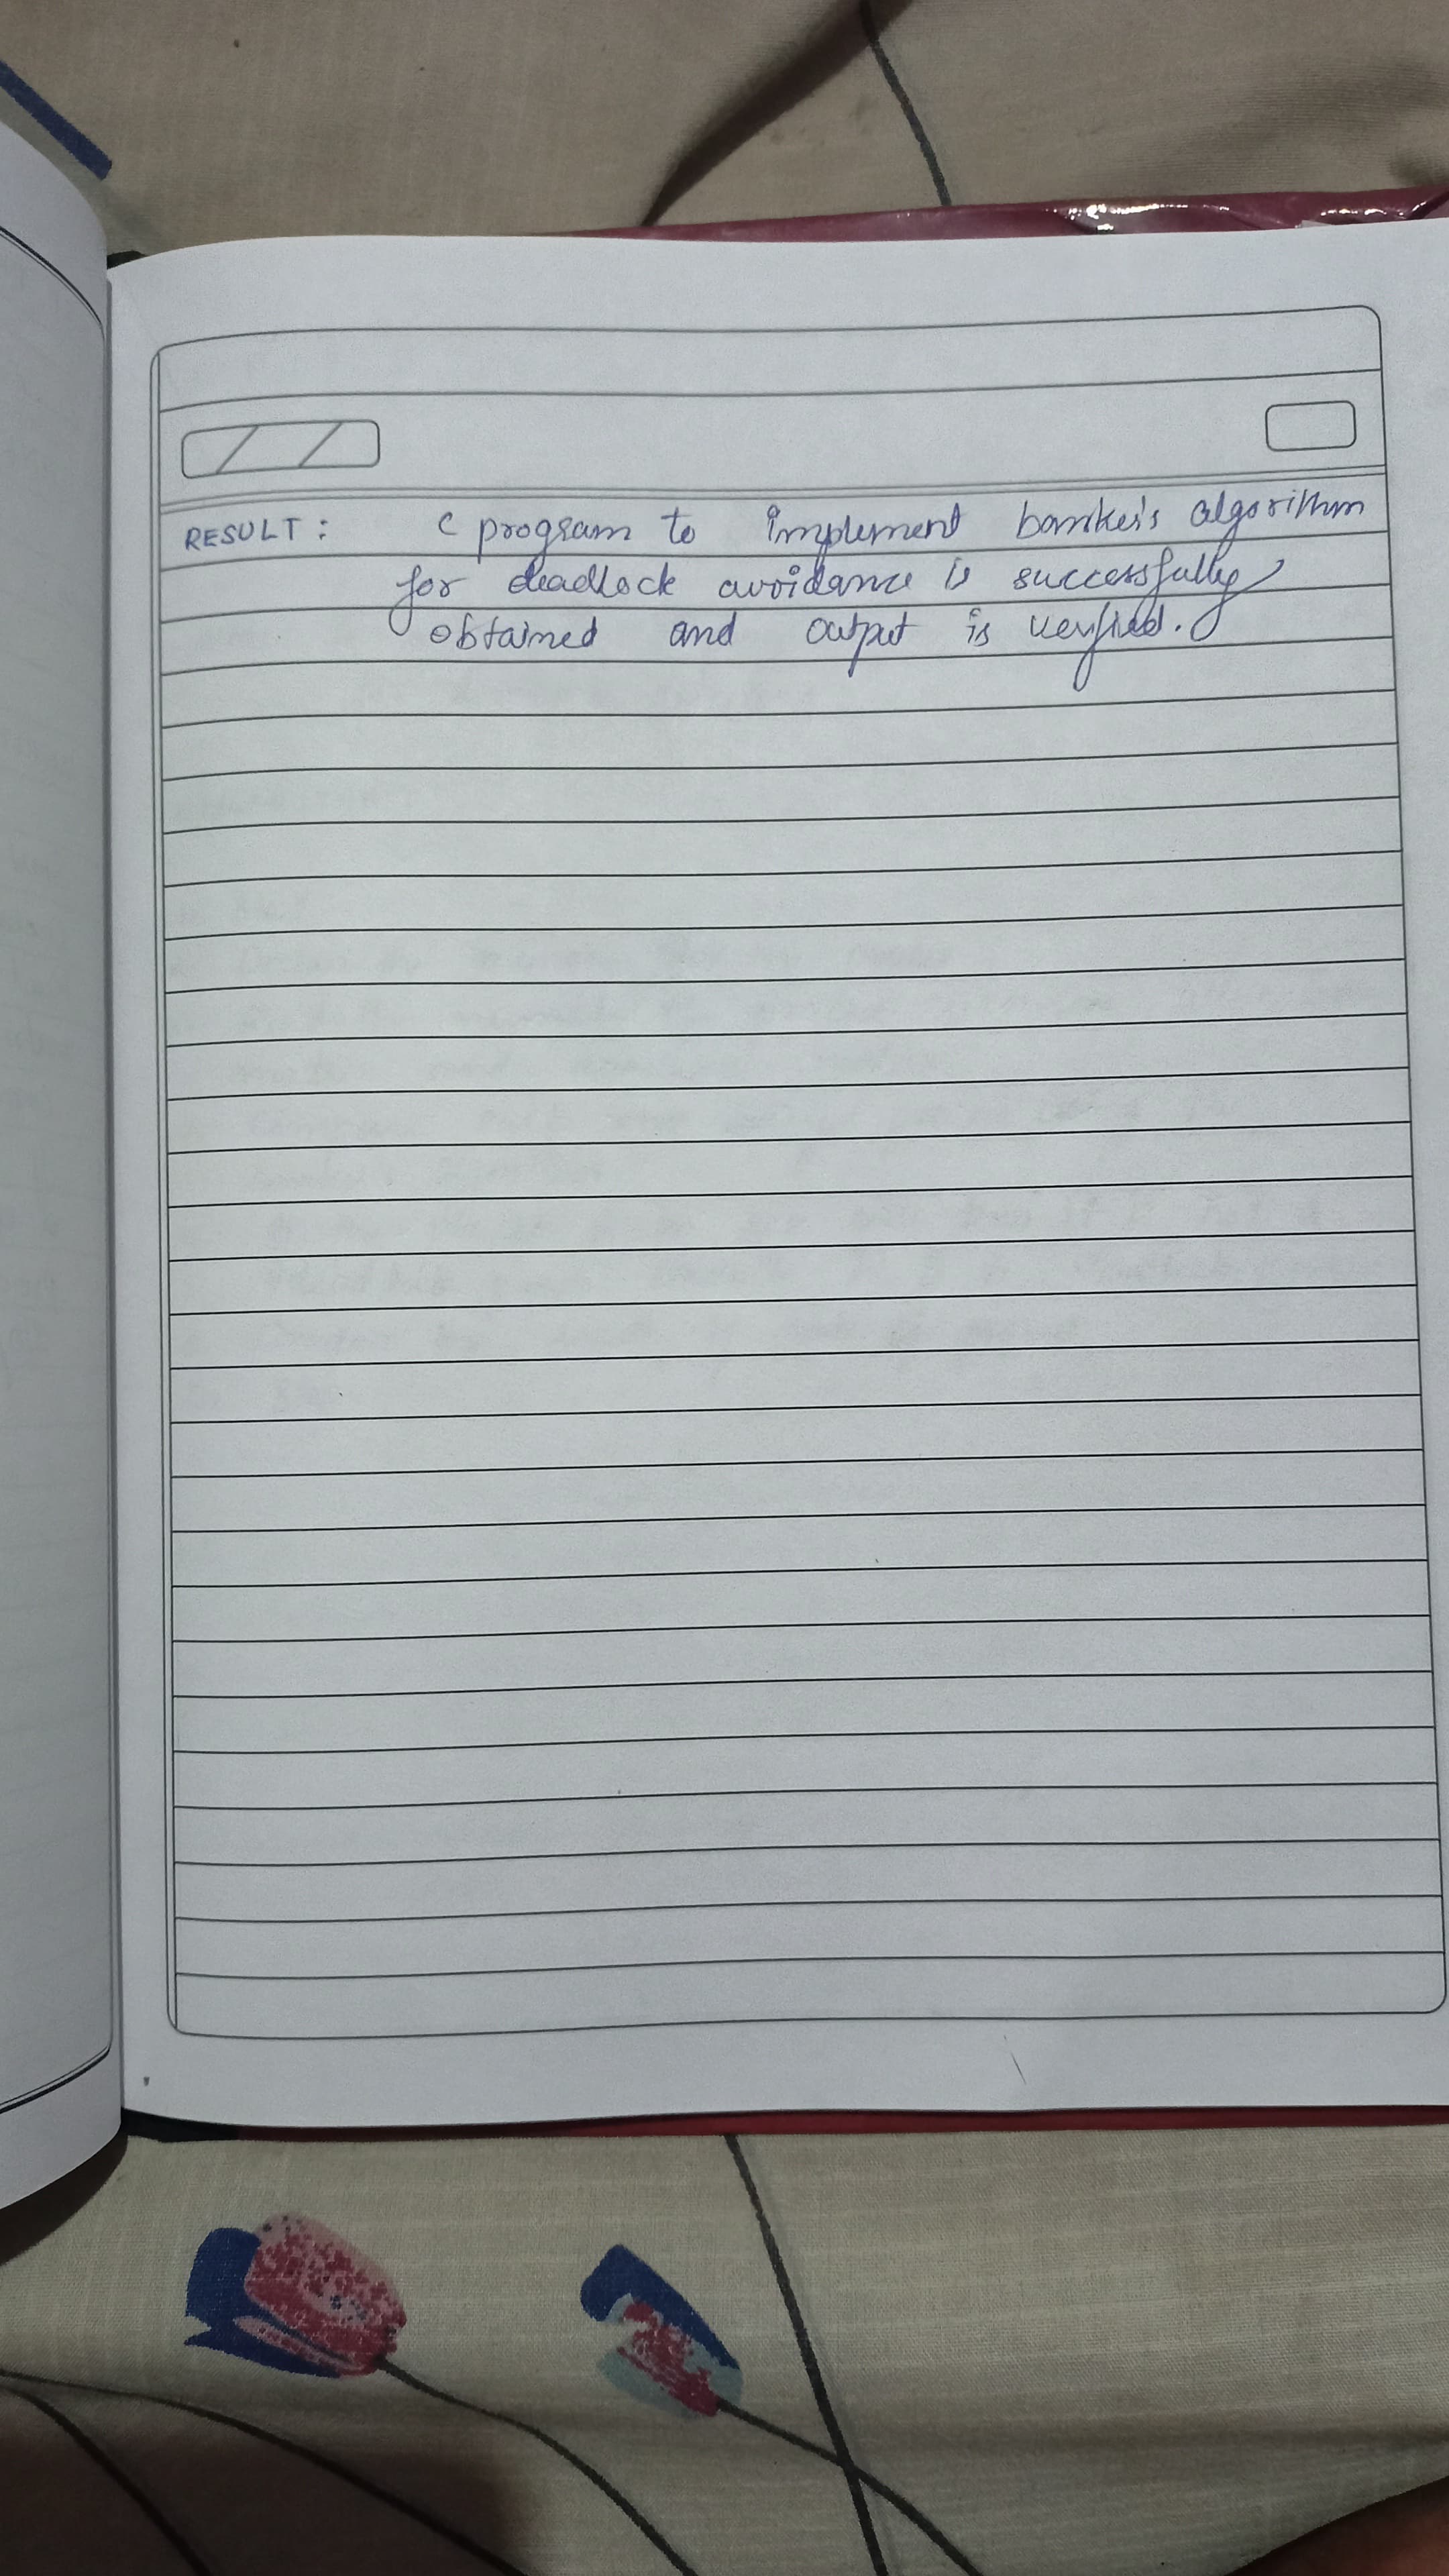 RESULT: C program to implement banker's algorithm
for deadlock avoidance is successfully
obtained and output is verified.